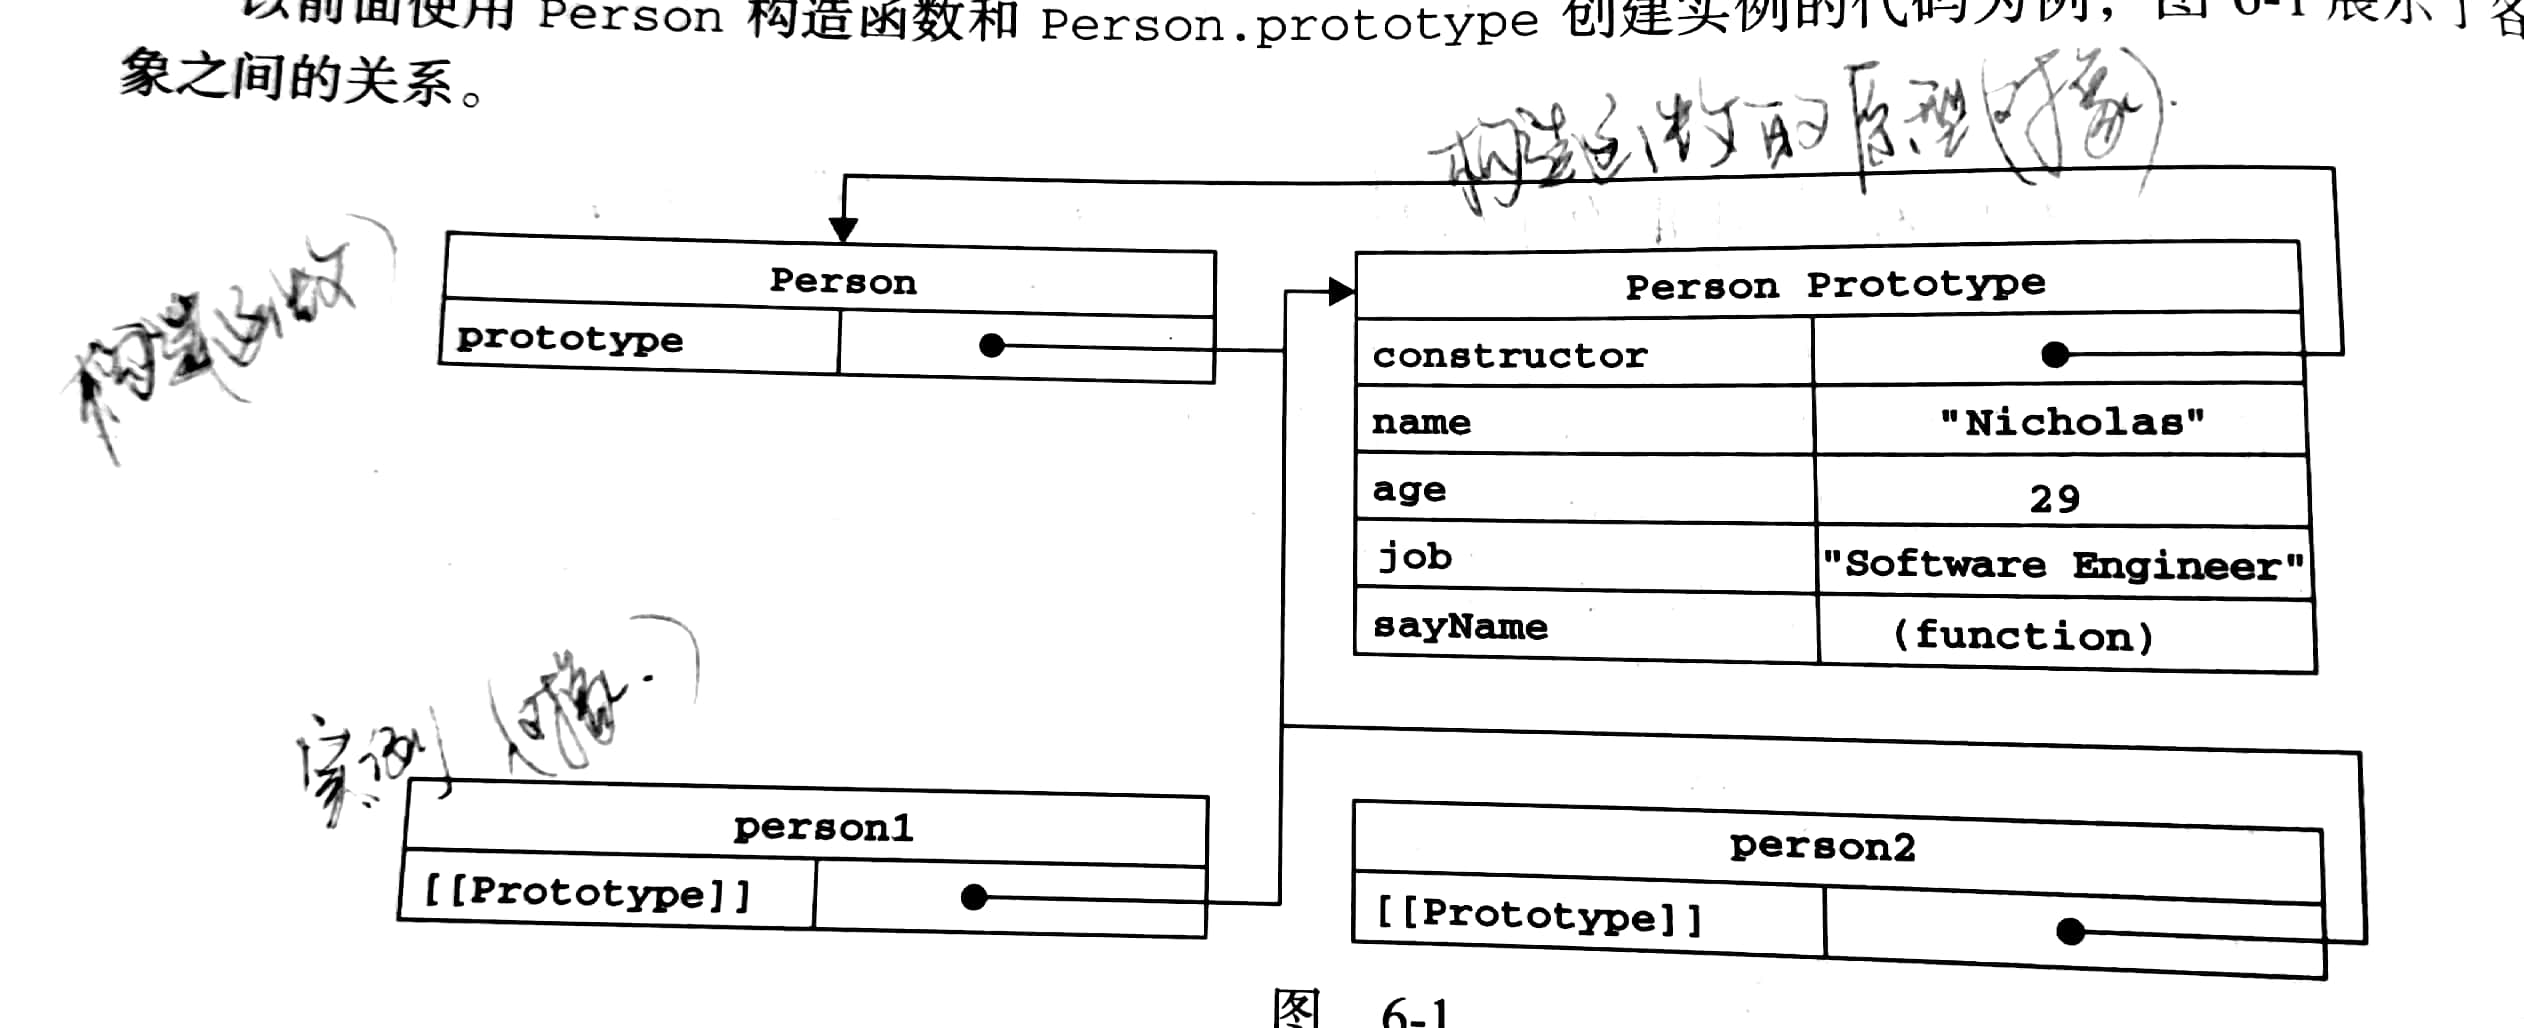 以前面使用 Person 构造函数和 Person.prototype 创建实例的代码为例，图 6-1 展示了各
象之间的关系。
构造函数的原型(对象).
构造函数)
Person
prototype
Person Prototype
constructor
name "Nicholas"
age 29
job "Software Engineer"
sayName (function)
实例(对象.)
person1
[[Prototype]]
person2
[[Prototype]]
图 6-1